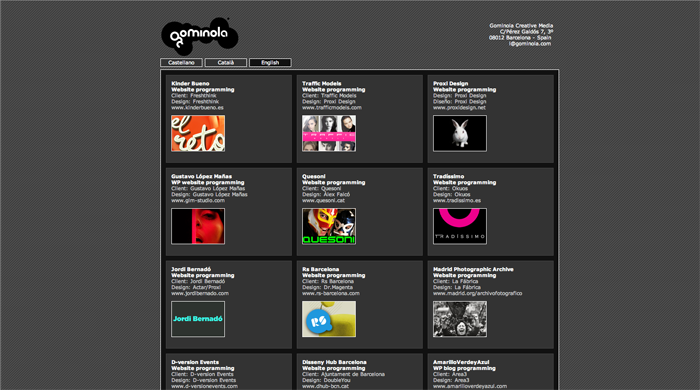 gominola
Gominola Creative Media
C/Pérez Galdós 7, 3º
08012 Barcelona - Spain
i@gominola.com
Castellano
Català
English
Kinder Bueno
Website programming
Client: Freshthink
Design: Freshthink
www.kinderbueno.es
el
reto
Traffic Models
Website programming
Client: Traffic Models
Design: Proxi Design
www.trafficmodels.com
Proxi Design
Website programming
Design: Proxi Design
Diseño: Proxi Design
www.proxidesign.net
Gustavo López Mañas
WP website programming
Client: Gustavo López Mañas
Design: Gustavo López Mañas
www.glm-studio.com
Quesoni
Website programming
Client: Quesoni
Design: Álex Falcó
www.quesoni.cat
QUESONI
Tradissimo
Website programming
Client: Okuos
Design: Okuos
www.tradissimo.es
TRADISSIMO
Jordi Bernadó
Website programming
Client: Jordi Bernadó
Design: Actar/Proxi
www.jordibernado.com
Jordi Bernadó
Rs Barcelona
Website programming
Client: Rs Barcelona
Design: Dr.Magenta
www.rs-barcelona.com
RS
Madrid Photographic Archive
Website programming
Client: La Fábrica
Design: La Fábrica
www.madrid.org/archivofotografico
D-version Events
Website programming
Client: D-version Events
Design: D-version Events
www.d-versionevents.com
Disseny Hub Barcelona
Website programming
Client: Ajuntament de Barcelona
Design: DoubleYou
www.dhub-bcn.cat
AmarilloVerdeyAzul
WP blog programming
Client: Area3
Design: Area3
www.amarilloverdeyazul.com